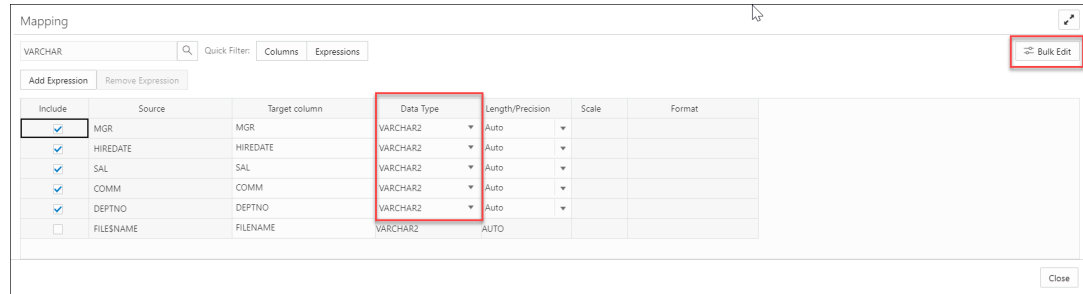 Mapping
VARCHAR Quick Filter: Columns Expressions Bulk Edit
Add Expression Remove Expression
Include Source Target column Data Type Length/Precision Scale Format
MGR MGR VARCHAR2 Auto
HIREDATE HIREDATE VARCHAR2 Auto
SAL SAL VARCHAR2 Auto
COMM COMM VARCHAR2 Auto
DEPTNO DEPTNO VARCHAR2 Auto
FILE$NAME FILENAME VARCHAR2 AUTO
Close